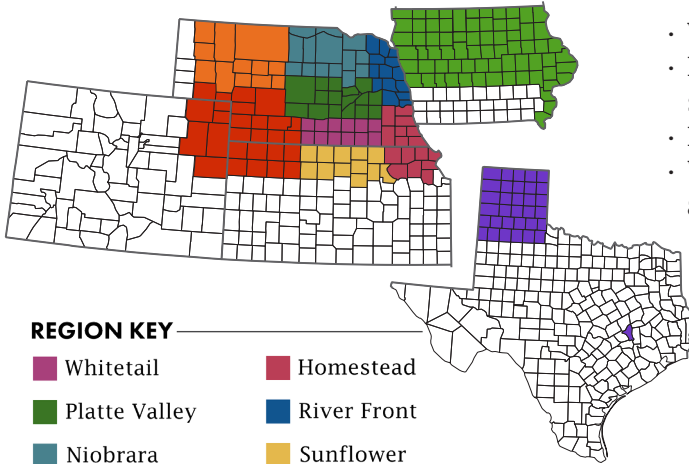 REGION KEY
Whitetail
Homestead
Platte Valley
River Front
Niobrara
Sunflower